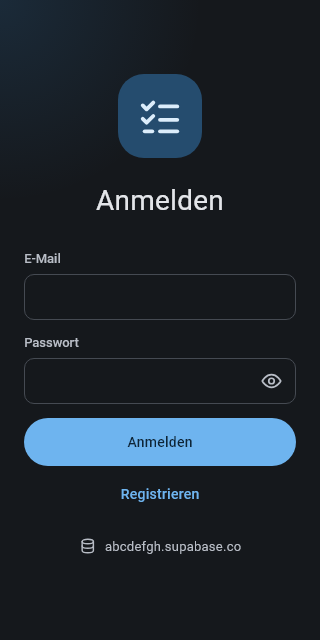 Anmelden
E-Mail
Passwort
Anmelden
Registrieren
abcdefgh.supabase.co